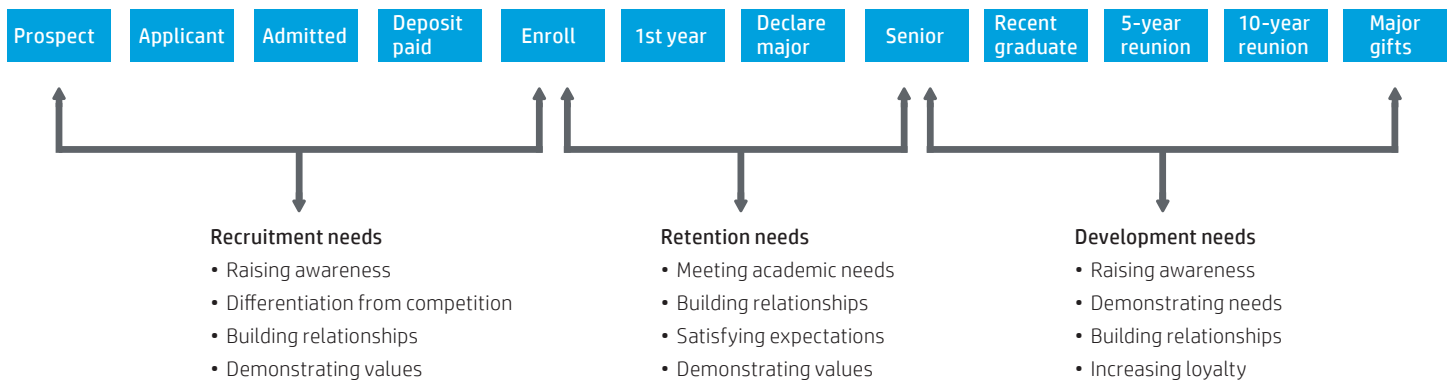 Prospect
Applicant
Admitted
Deposit
paid
Enroll
1st year
Declare
major
Senior
Recent
graduate
5-year
reunion
10-year
reunion
Major
gifts
Recruitment needs
• Raising awareness
• Differentiation from competition
• Building relationships
• Demonstrating values
Retention needs
• Meeting academic needs
• Building relationships
• Satisfying expectations
• Demonstrating values
Development needs
• Raising awareness
• Demonstrating needs
• Building relationships
• Increasing loyalty